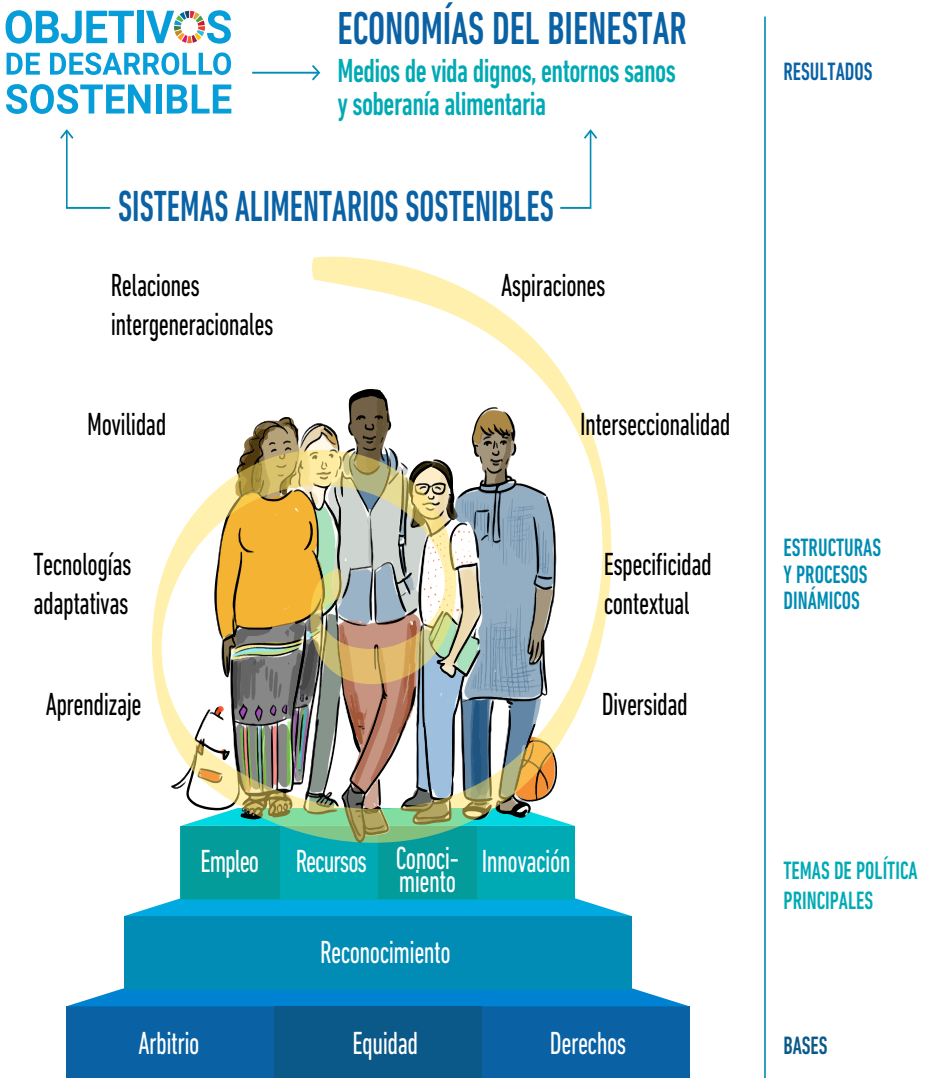 OBJETIVOS
DE DESARROLLO
SOSTENIBLE
ECONOMÍAS DEL BIENESTAR
Medios de vida dignos, entornos sanos
y soberanía alimentaria
RESULTADOS
SISTEMAS ALIMENTARIOS SOSTENIBLES
Relaciones
intergeneracionales
Aspiraciones
Movilidad
Interseccionalidad
Tecnologías
adaptativas
Especificidad
contextual
ESTRUCTURAS
Y PROCESOS
DINÁMICOS
Aprendizaje
Diversidad
Empleo
Recursos
Conoci-
miento
Innovación
TEMAS DE POLÍTICA
PRINCIPALES
Reconocimiento
Arbitrio
Equidad
Derechos
BASES